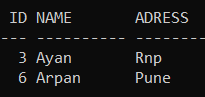 ID NAME       ADRESS
--- ---------- --------
  3 Ayan       Rnp
  6 Arpan      Pune